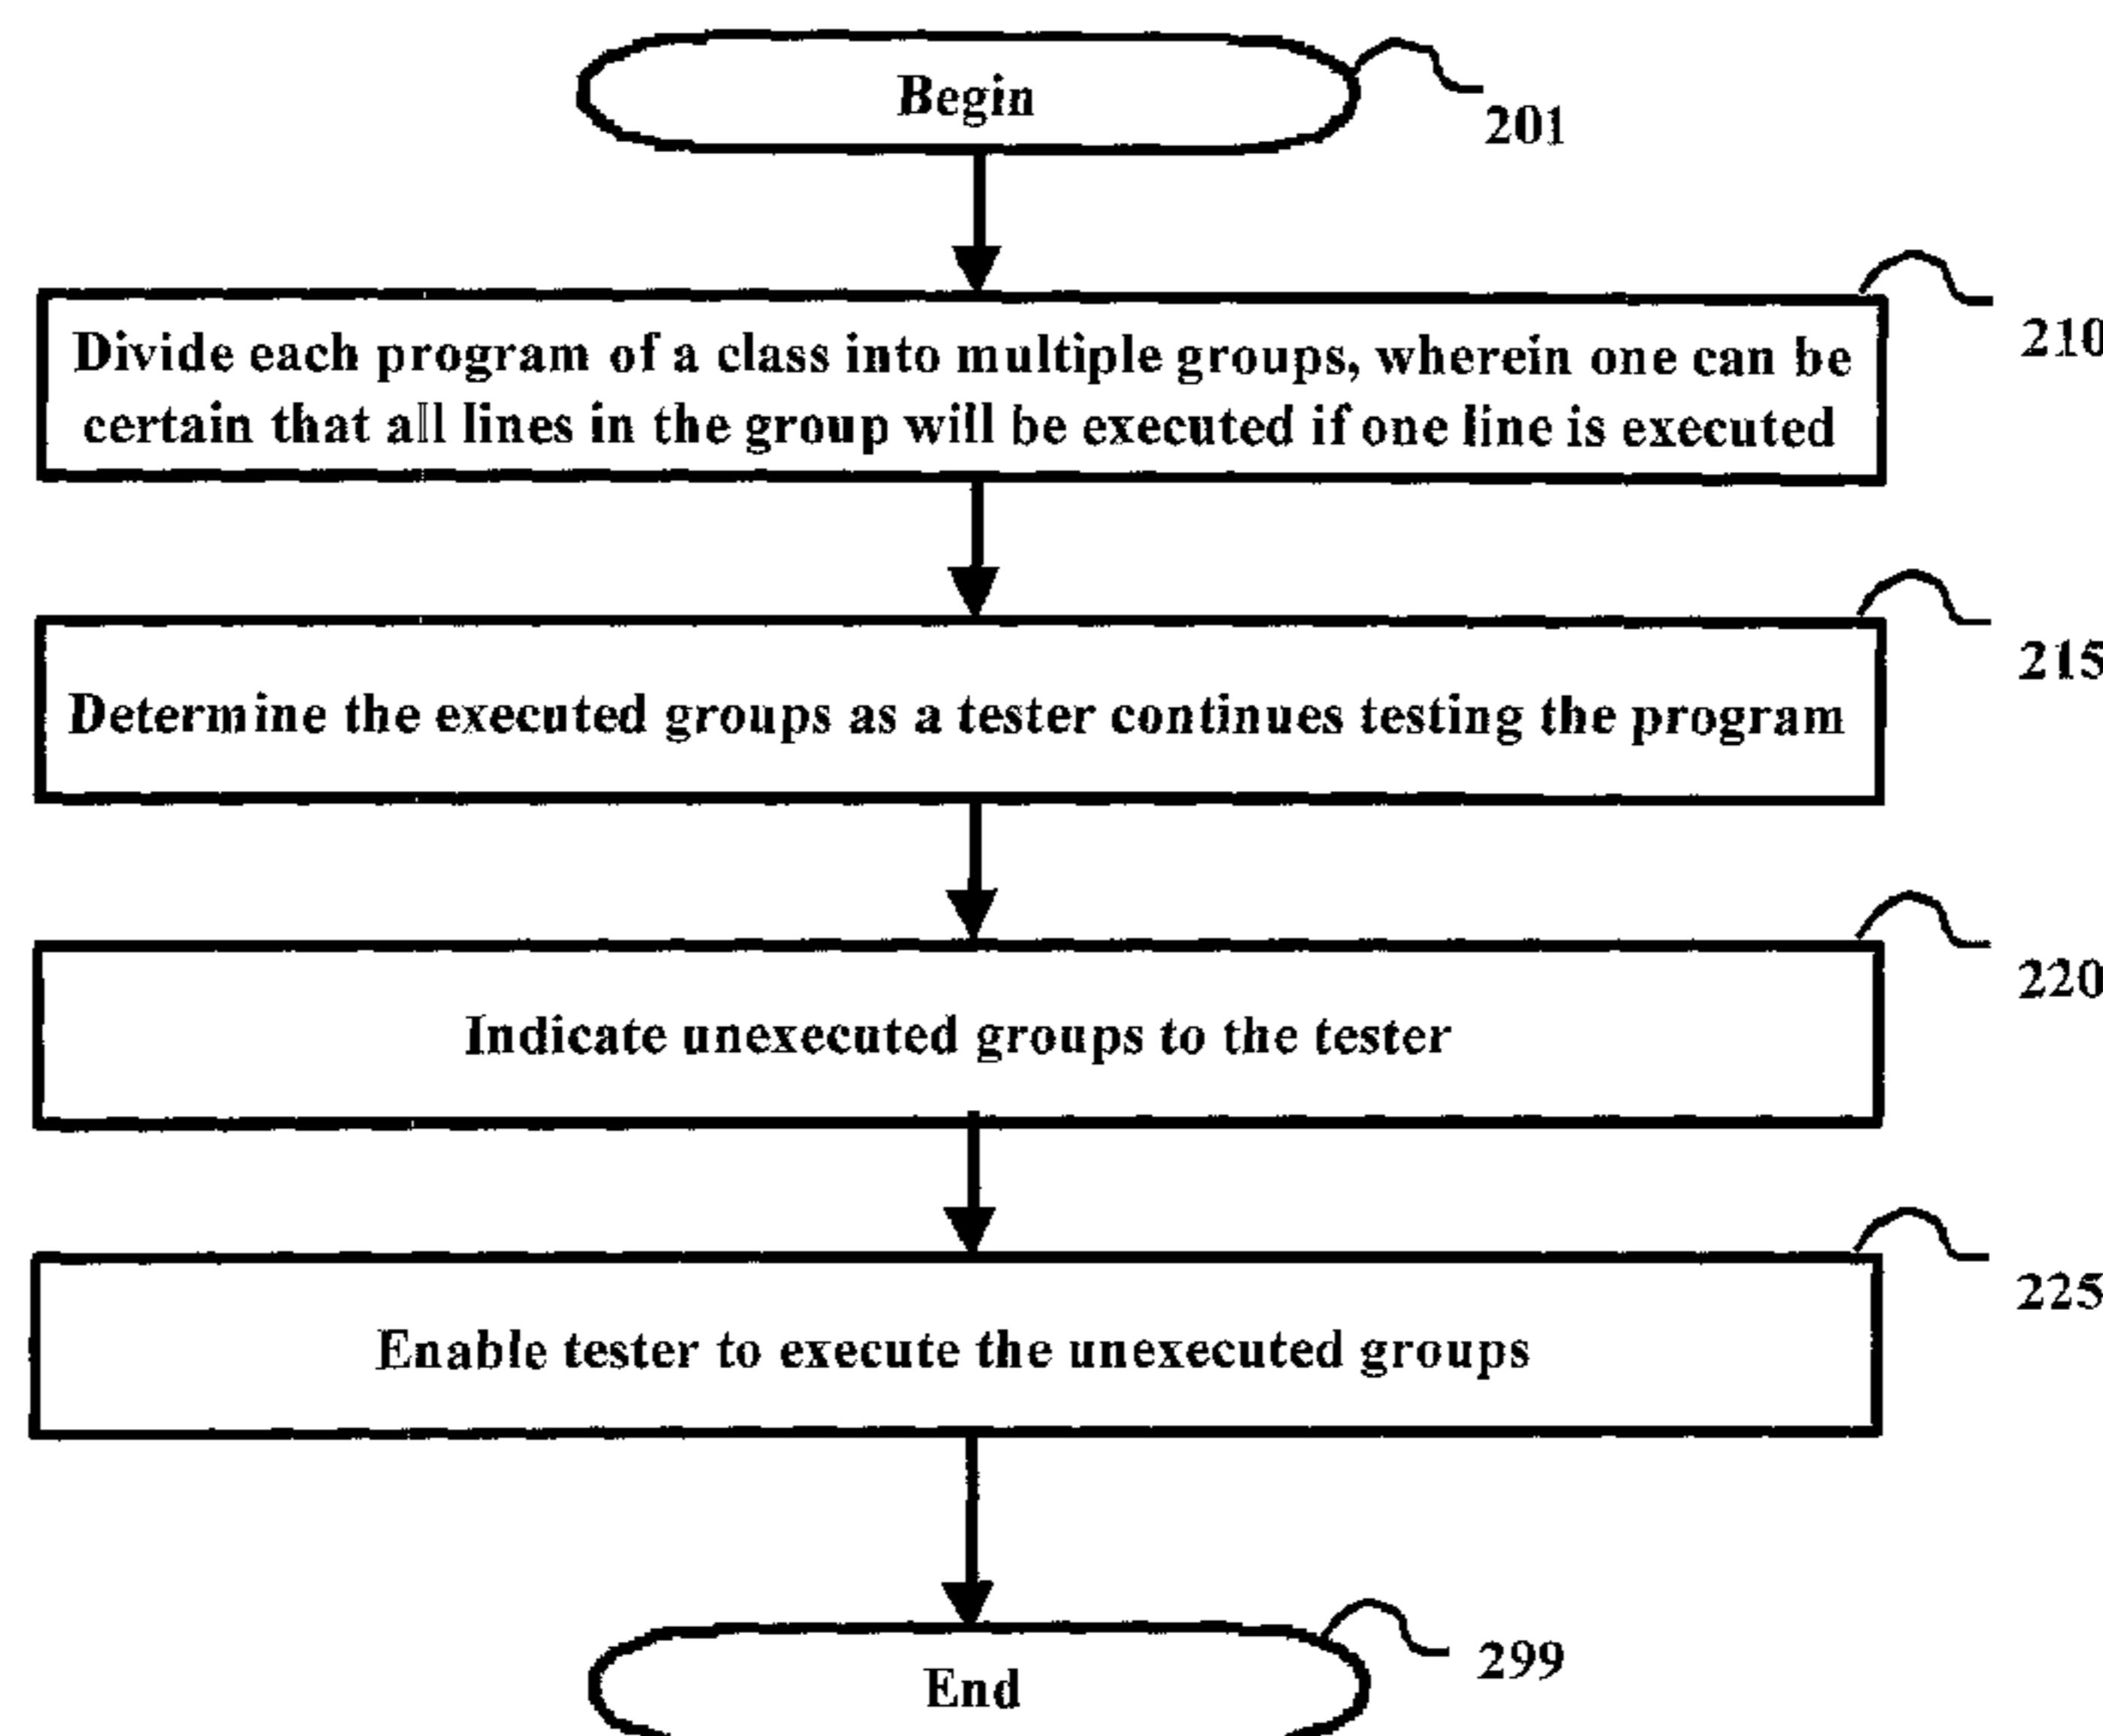 Begin
201
210
Divide each program of a class into multiple groups, wherein one can be
certain that all lines in the group will be executed if one line is executed
215
Determine the executed groups as a tester continues testing the program
220
Indicate unexecuted groups to the tester
225
Enable tester to execute the unexecuted groups
299
End